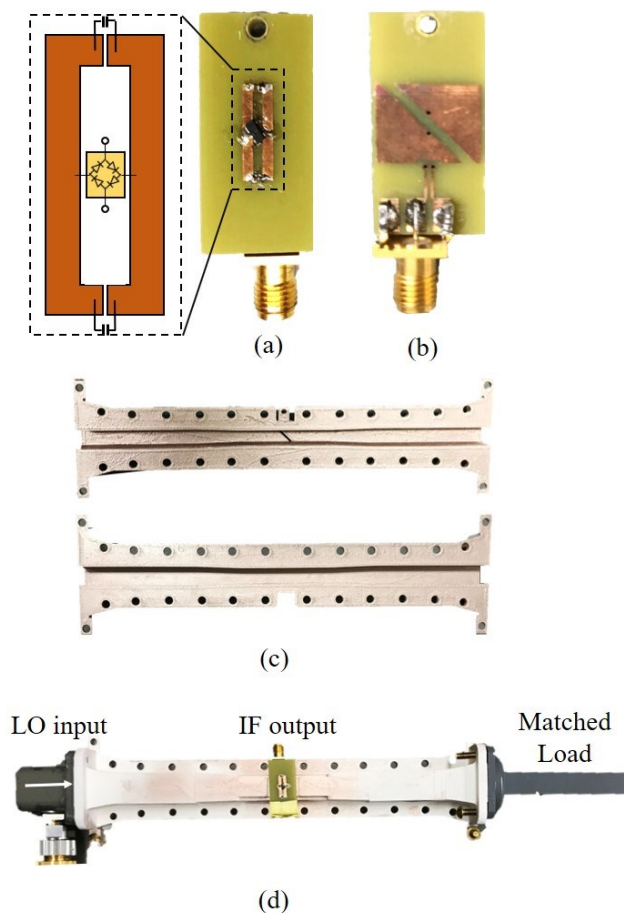 (a)
(b)
(c)
LO input
IF output
Matched
Load
(d)